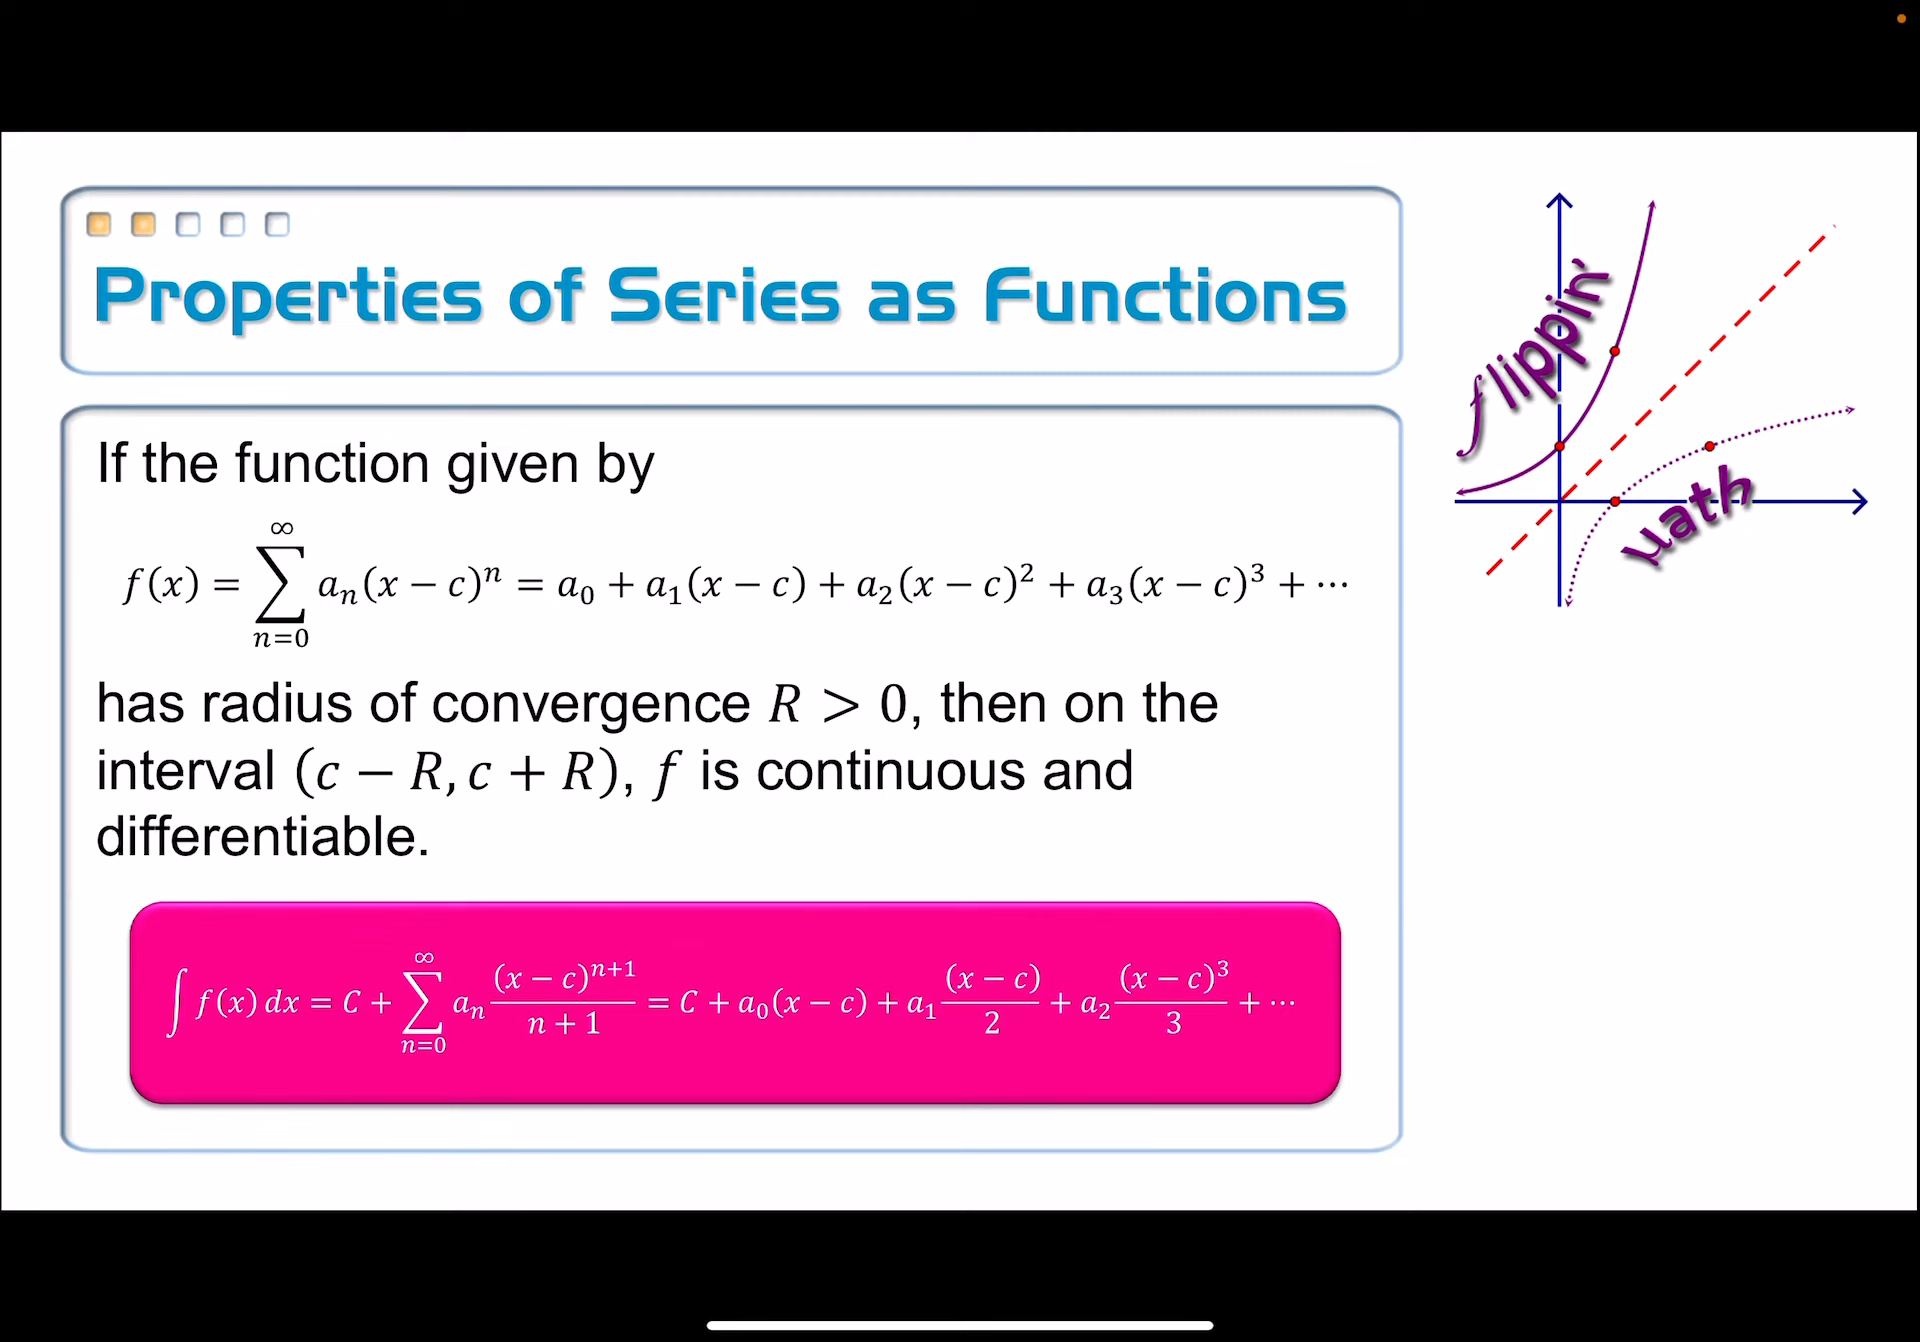 Properties of Series as Functions
flippin'
math
If the function given by
f(x) = ∑_{n=0}^{∞} a_n(x − c)^n = a_0 + a_1(x − c) + a_2(x − c)^2 + a_3(x − c)^3 + ⋯
has radius of convergence R > 0, then on the
interval (c − R, c + R), f is continuous and
differentiable.
∫ f(x) dx = C + ∑_{n=0}^{∞} a_n (x − c)^{n+1}/(n + 1) = C + a_0(x − c) + a_1 (x − c)/2 + a_2 (x − c)^3/3 + ⋯